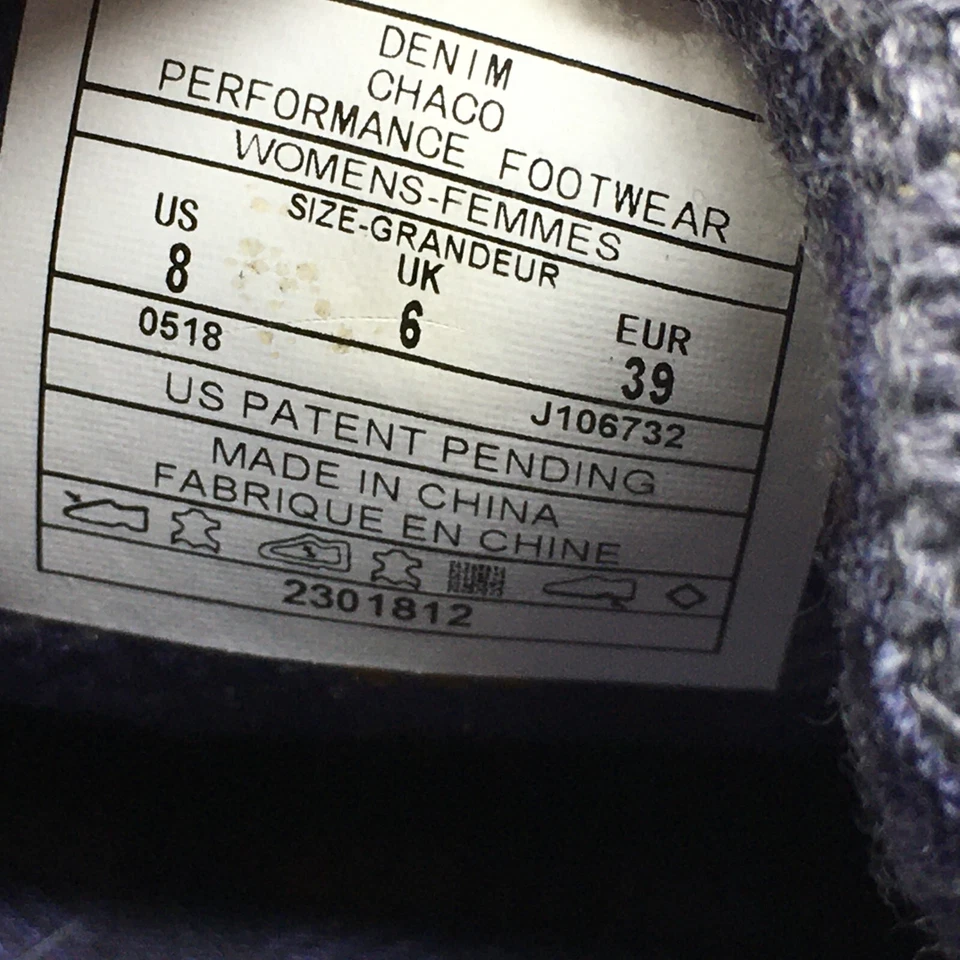 DENIM
CHACO
PERFORMANCE FOOTWEAR
WOMENS-FEMMES
SIZE-GRANDEUR
US UK EUR
8 6 39
0518 J106732
US PATENT PENDING
MADE IN CHINA
FABRIQUE EN CHINE
2301812